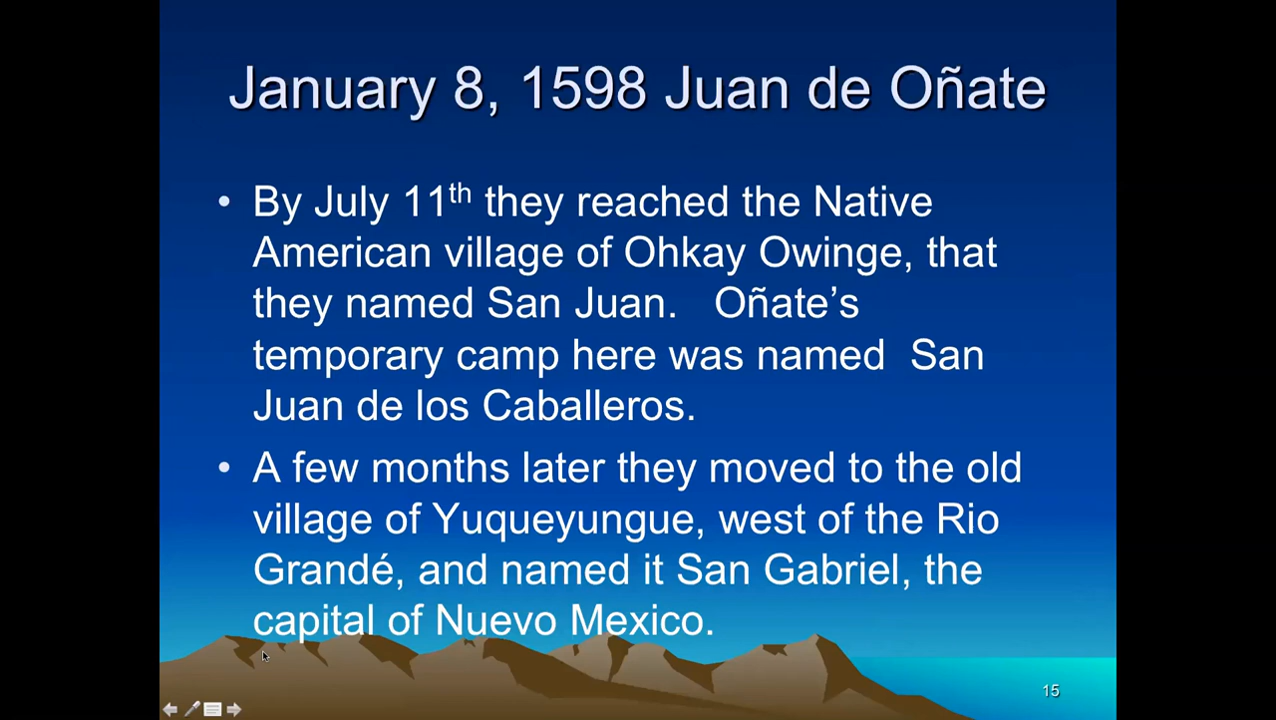 January 8, 1598 Juan de Oñate
• By July 11th they reached the Native
American village of Ohkay Owinge, that
they named San Juan. Oñate’s
temporary camp here was named San
Juan de los Caballeros.
• A few months later they moved to the old
village of Yuqueyungue, west of the Rio
Grandé, and named it San Gabriel, the
capital of Nuevo Mexico.
15